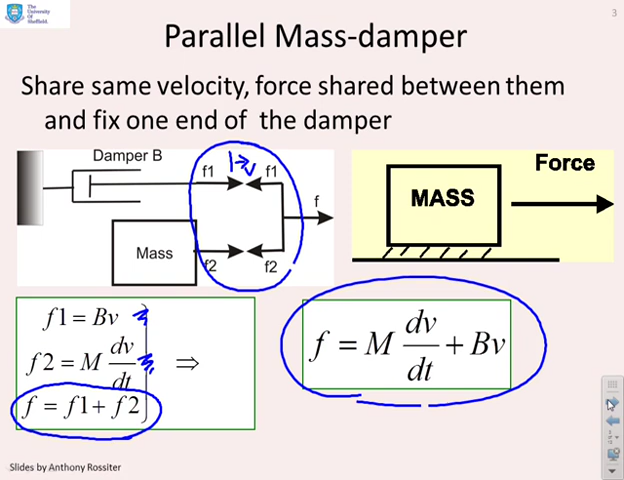 The
University
Of
Sheffield.
3
Parallel Mass-damper
Share same velocity, force shared between them
and fix one end of the damper
Damper B
f1 v f1
f
Mass
f2 f2
Force
MASS
f1 = Bv
f2 = M dv/dt
f = f1 + f2
⇒
f = M dv/dt + Bv
Slides by Anthony Rossiter